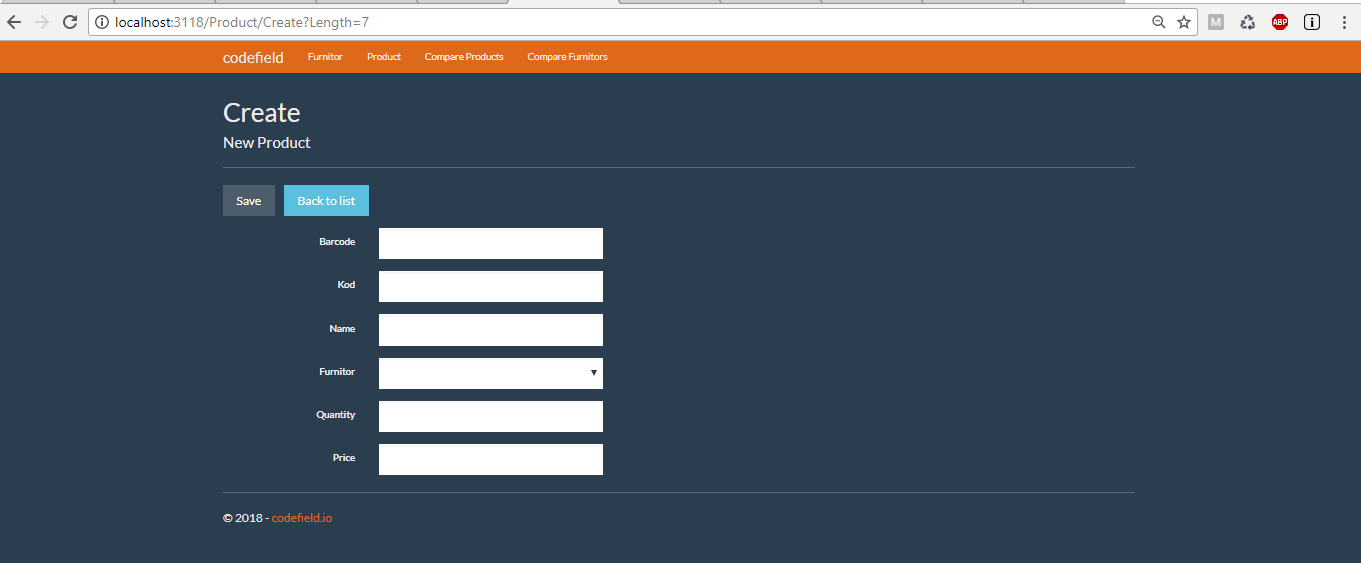 localhost:3118/Product/Create?Length=7
M
ABP
codefield Furnitor Product Compare Products Compare Furnitors
Create
New Product
Save Back to list
Barcode
Kod
Name
Furnitor
Quantity
Price
© 2018 - codefield.io